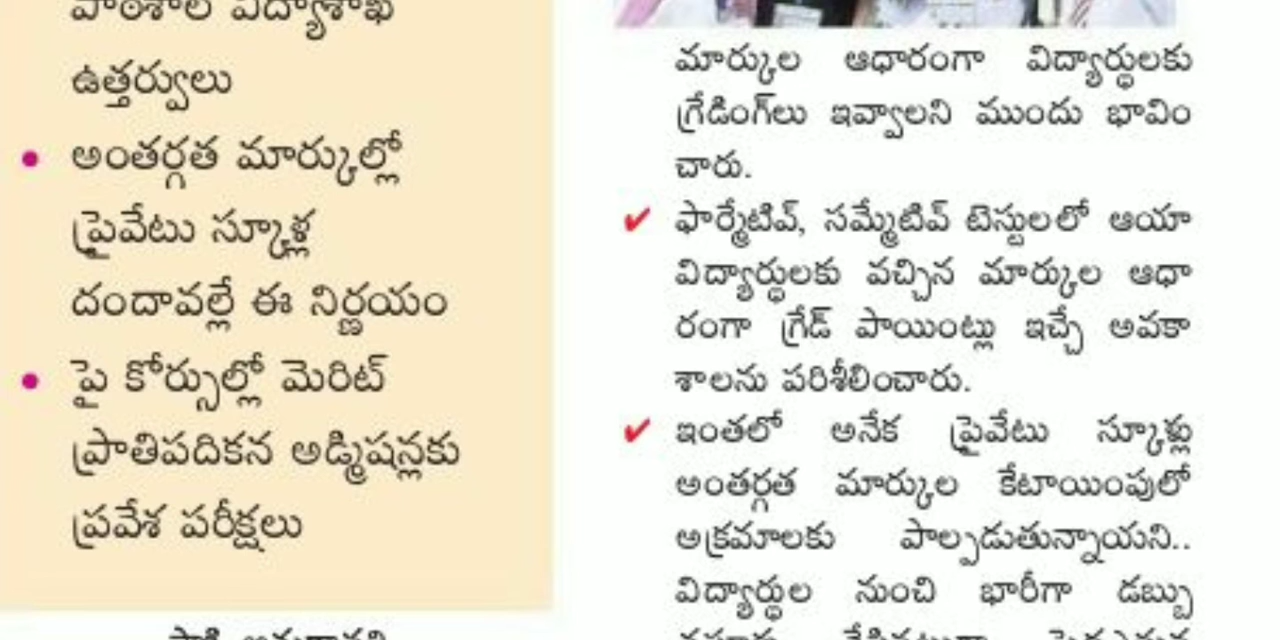 పాఠశాల విద్యాశాఖ
ఉత్తర్వులు
అంతర్గత మార్కుల్లో
ప్రైవేటు స్కూళ్ల
దందావల్లే ఈ నిర్ణయం
పై కోర్సుల్లో మెరిట్
ప్రాతిపదికన అడ్మిషన్లకు
ప్రవేశ పరీక్షలు
మార్కుల ఆధారంగా విద్యార్థులకు
గ్రేడింగ్‌లు ఇవ్వాలని ముందు భావిం
చారు.
✔ ఫార్మేటివ్, సమ్మేటివ్ టెస్టులలో ఆయా
విద్యార్థులకు వచ్చిన మార్కుల ఆధా
రంగా గ్రేడ్ పాయింట్లు ఇచ్చే అవకా
శాలను పరిశీలించారు.
✔ ఇంతలో అనేక ప్రైవేటు స్కూళ్లు
అంతర్గత మార్కుల కేటాయింపులో
అక్రమాలకు పాల్పడుతున్నాయని..
విద్యార్థుల నుంచి భారీగా డబ్బు